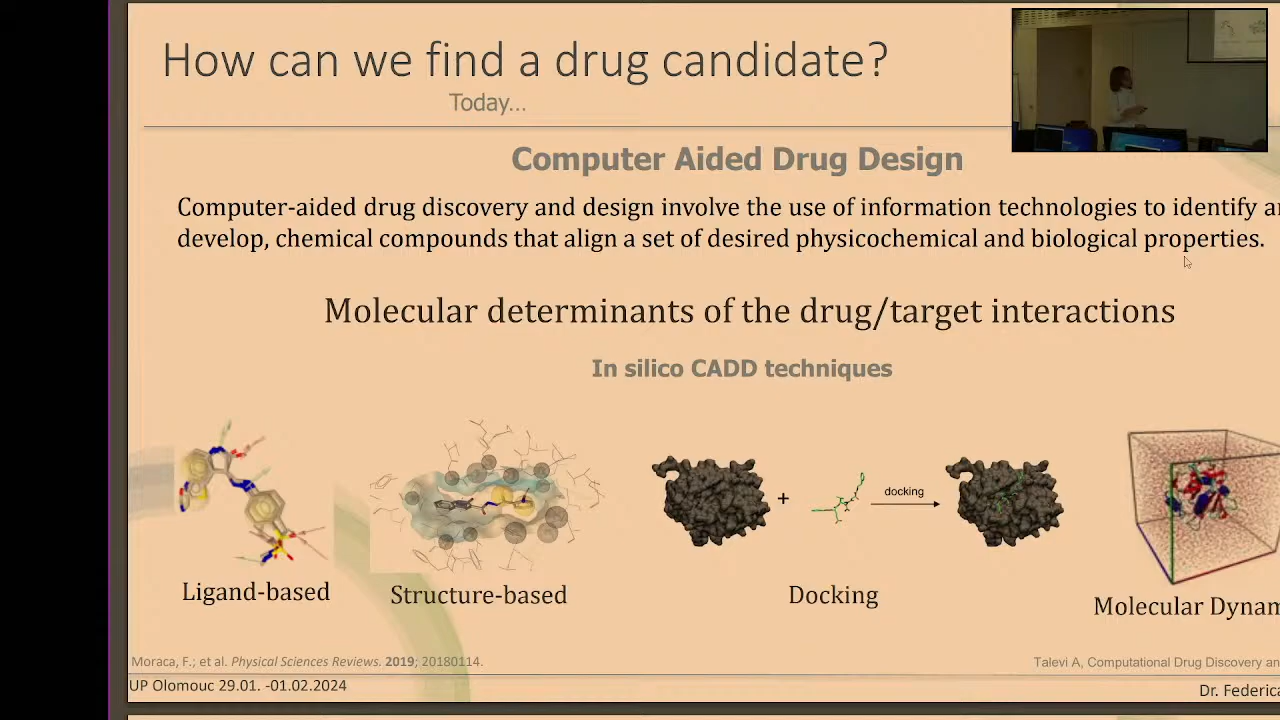 How can we find a drug candidate?
Today...
Computer Aided Drug Design
Computer-aided drug discovery and design involve the use of information technologies to identify
develop, chemical compounds that align a set of desired physicochemical and biological properties.
Molecular determinants of the drug/target interactions
In silico CADD techniques
+
docking
Ligand-based
Structure-based
Docking
Molecular Dynam
Moraca, F.; et al. Physical Sciences Reviews. 2019; 20180114.
Talevi A, Computational Drug Discovery an
UP Olomouc 29.01. -01.02.2024
Dr. Federica